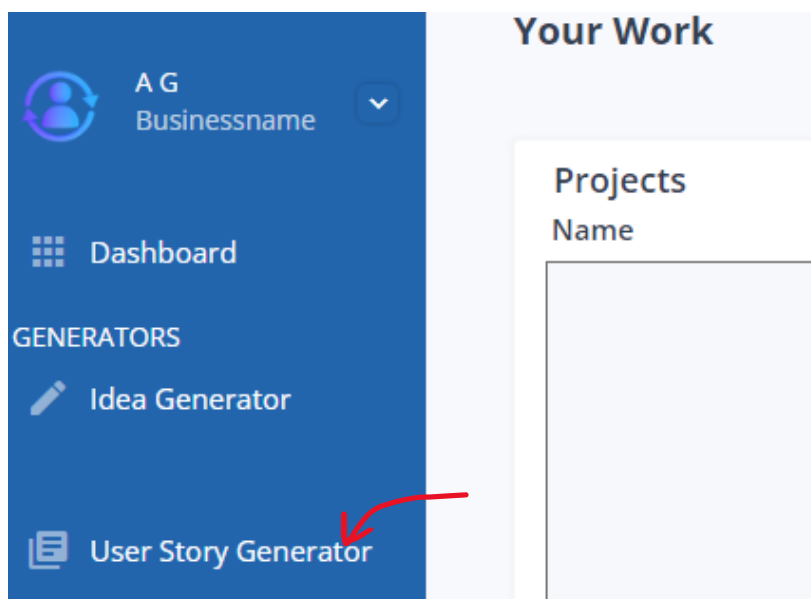 A G
Businessname
Dashboard
GENERATORS
Idea Generator
User Story Generator
Your Work
Projects
Name